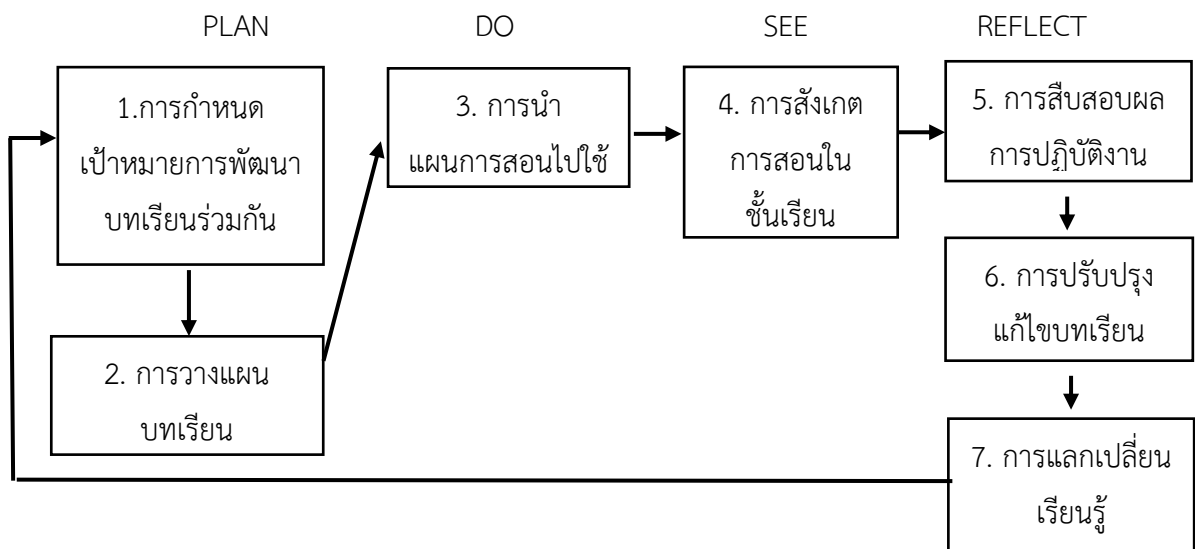 PLAN
DO
SEE
REFLECT
1.การกำหนด
เป้าหมายการพัฒนา
บทเรียนร่วมกัน
2. การวางแผน
บทเรียน
3. การนำ
แผนการสอนไปใช้
4. การสังเกต
การสอนใน
ชั้นเรียน
5. การสืบสอบผล
การปฏิบัติงาน
6. การปรับปรุง
แก้ไขบทเรียน
7. การแลกเปลี่ยน
เรียนรู้